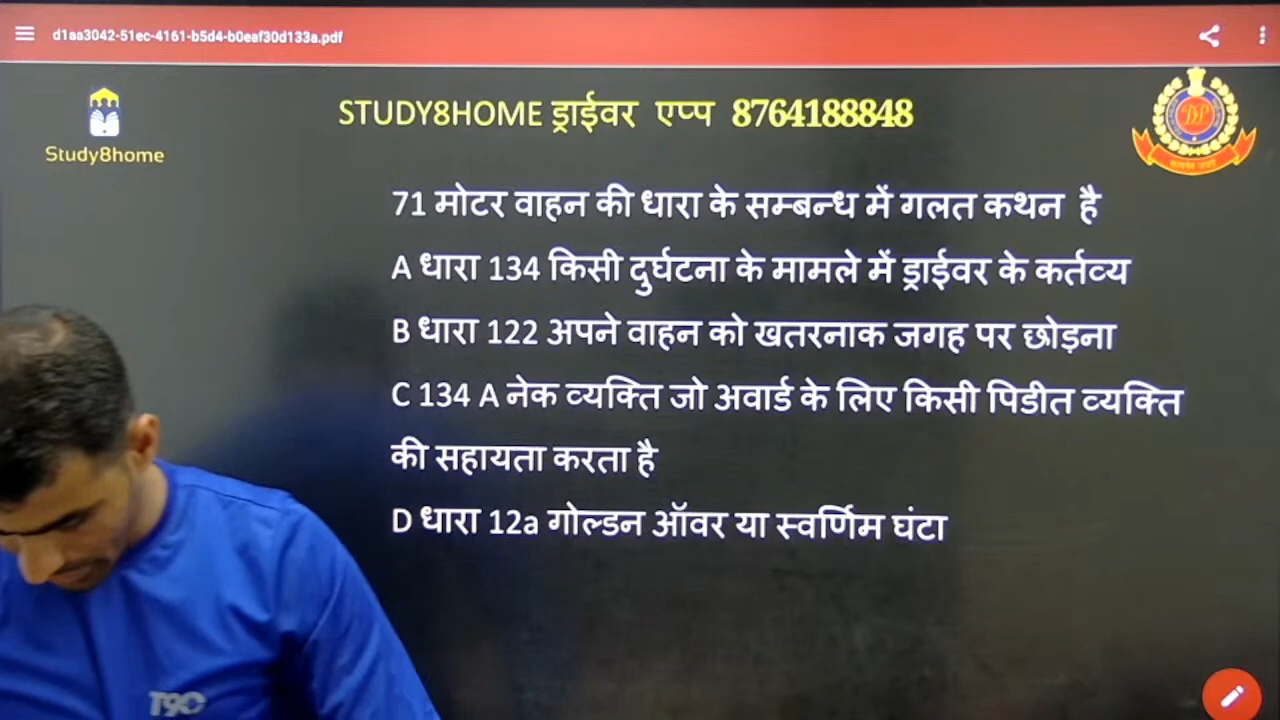 d1aa3042-51ec-4161-b5d4-b0eaf30d133a.pdf
STUDY8HOME ड्राईवर एप्प 8764188848
Study8home
71 मोटर वाहन की धारा के सम्बन्ध में गलत कथन है
A धारा 134 किसी दुर्घटना के मामले में ड्राईवर के कर्तव्य
B धारा 122 अपने वाहन को खतरनाक जगह पर छोड़ना
C 134 A नेक व्यक्ति जो अवार्ड के लिए किसी पिडीत व्यक्ति
की सहायता करता है
D धारा 12a गोल्डन ऑवर या स्वर्णिम घंटा
T90